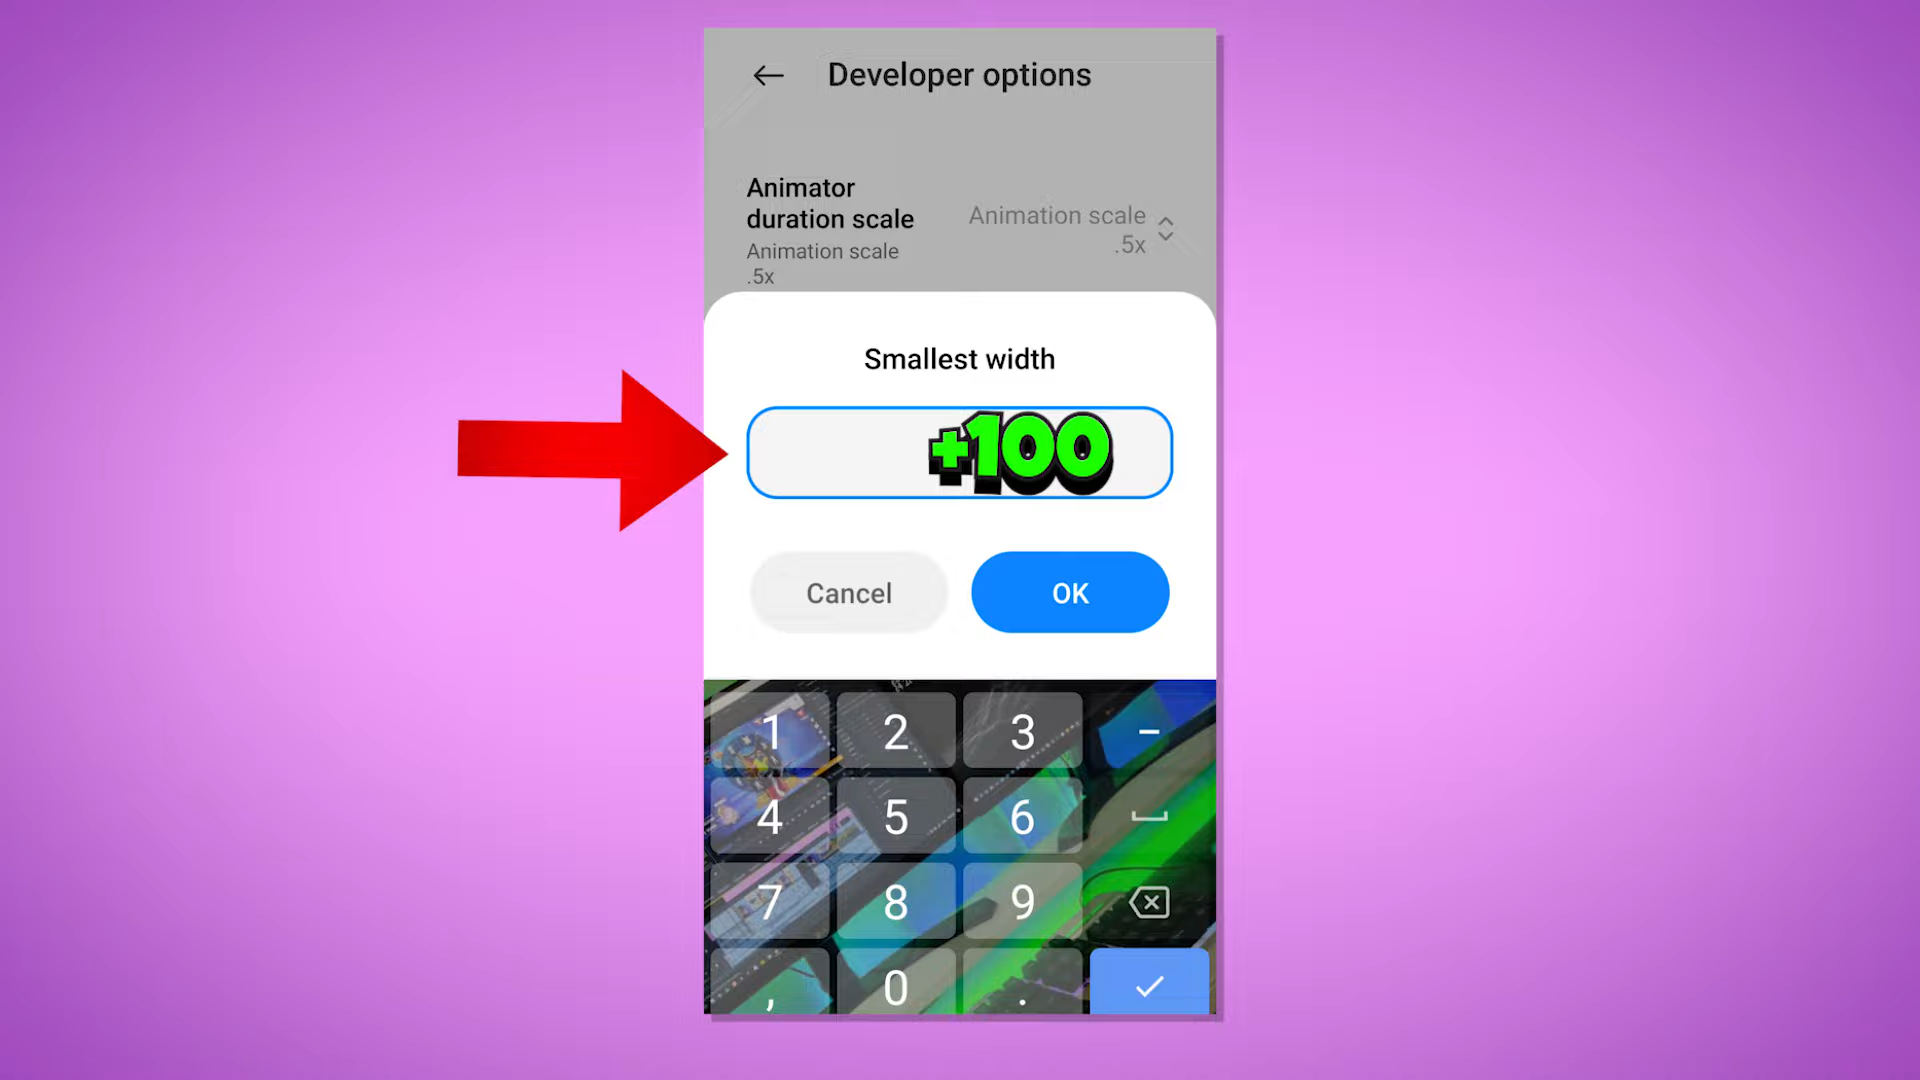 Developer options
Animator
duration scale
Animation scale
.5x
Animation scale
.5x
Smallest width
+100
Cancel
OK
1 2 3 -
4 5 6
7 8 9
, 0 .